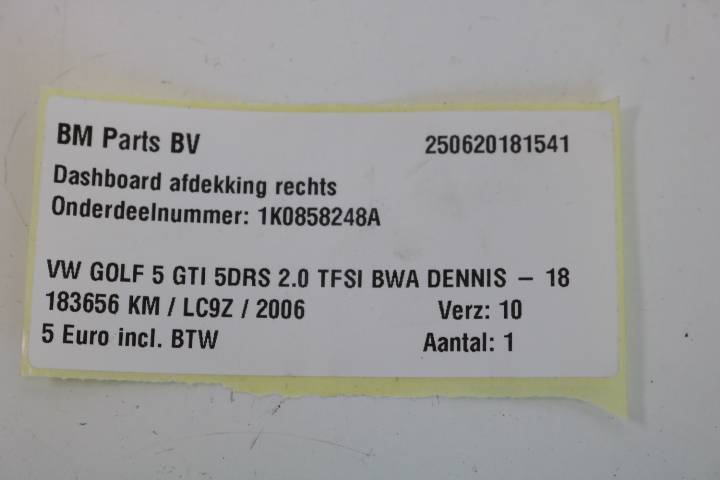 BM Parts BV 250620181541
Dashboard afdekking rechts
Onderdeelnummer: 1K0858248A
VW GOLF 5 GTI 5DRS 2.0 TFSI BWA DENNIS – 18
183656 KM / LC9Z / 2006 Verz: 10
5 Euro incl. BTW Aantal: 1